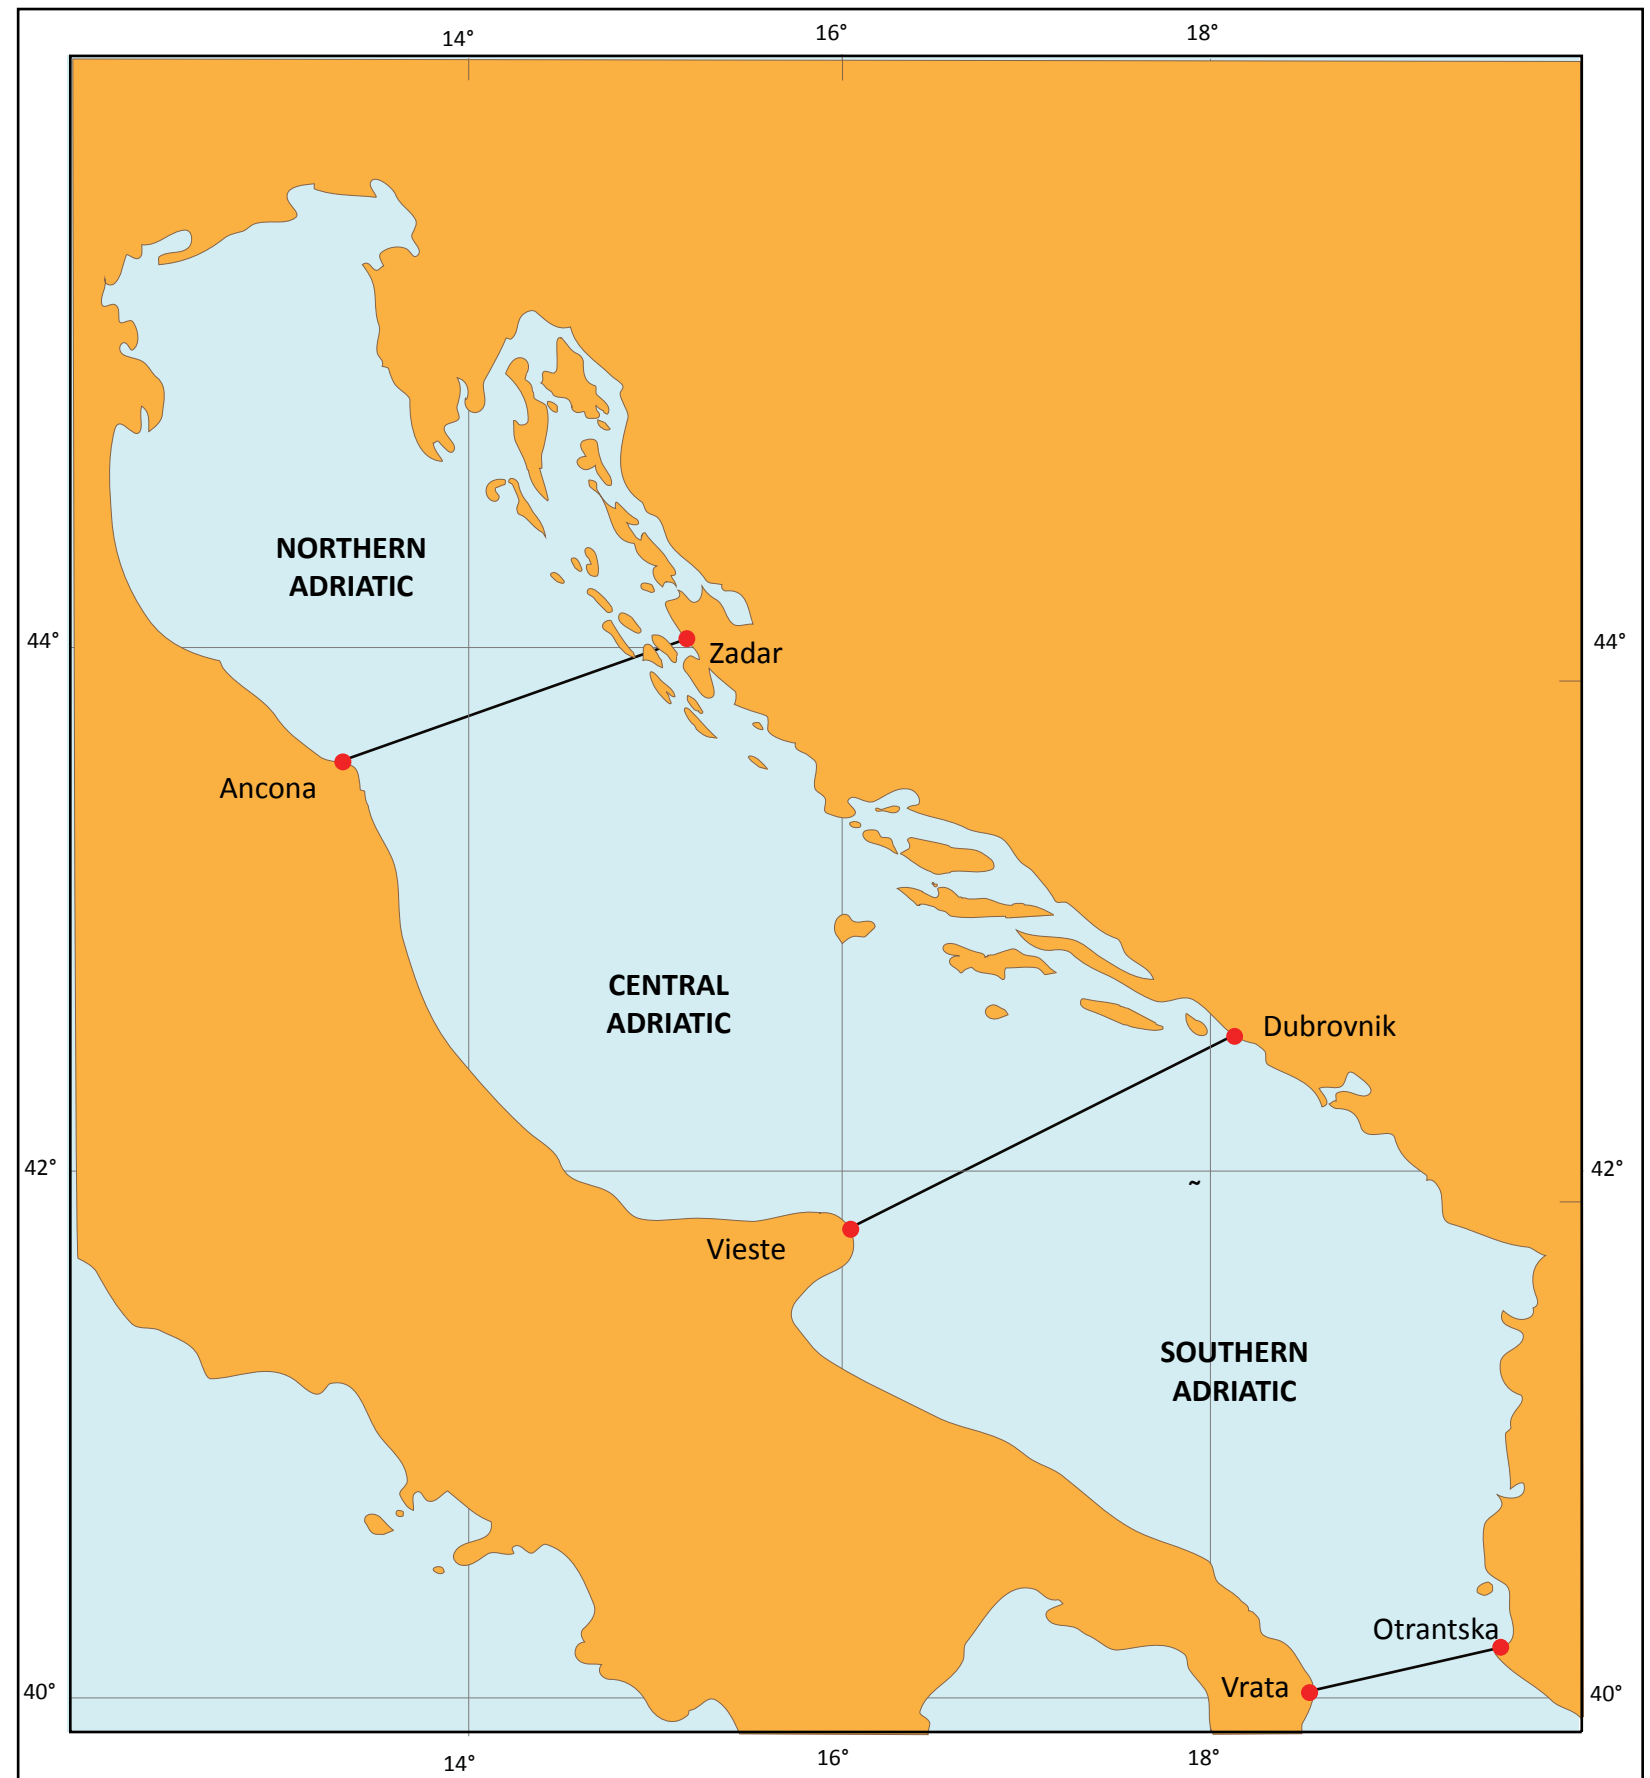 14°
16°
18°
NORTHERN
ADRIATIC
44°
44°
Zadar
Ancona
CENTRAL
ADRIATIC
Dubrovnik
42°
42°
~
Vieste
SOUTHERN
ADRIATIC
Otrantska
Vrata
40°
40°
14°
16°
18°